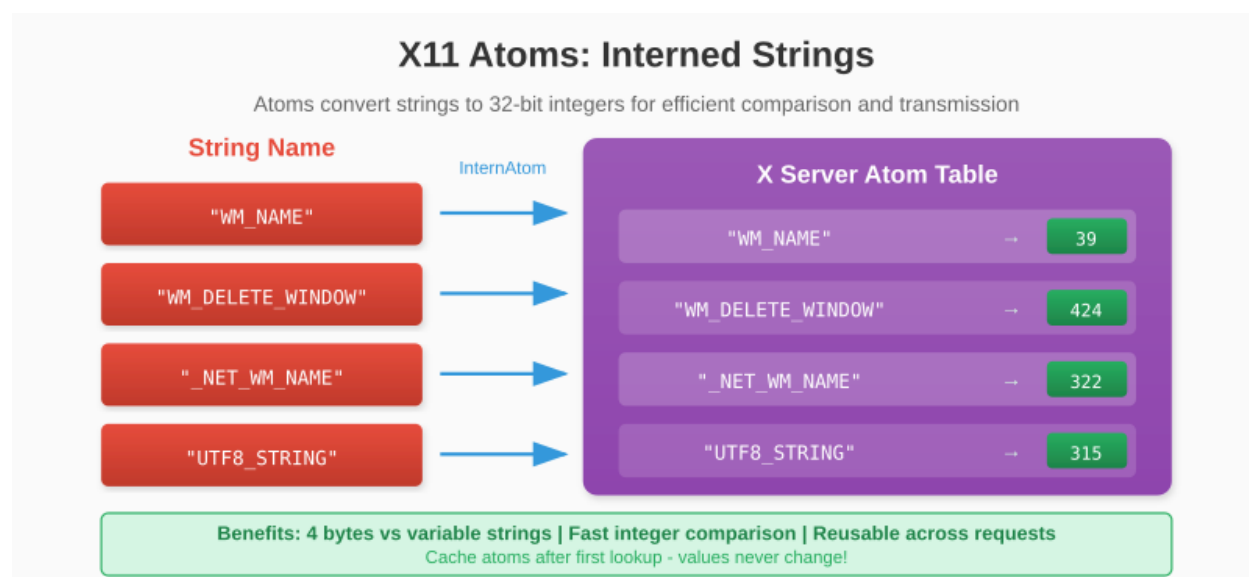 X11 Atoms: Interned Strings
Atoms convert strings to 32-bit integers for efficient comparison and transmission
String Name
InternAtom
X Server Atom Table
"WM_NAME"
"WM_NAME" → 39
"WM_DELETE_WINDOW"
"WM_DELETE_WINDOW" → 424
"_NET_WM_NAME"
"_NET_WM_NAME" → 322
"UTF8_STRING"
"UTF8_STRING" → 315
Benefits: 4 bytes vs variable strings | Fast integer comparison | Reusable across requests
Cache atoms after first lookup - values never change!